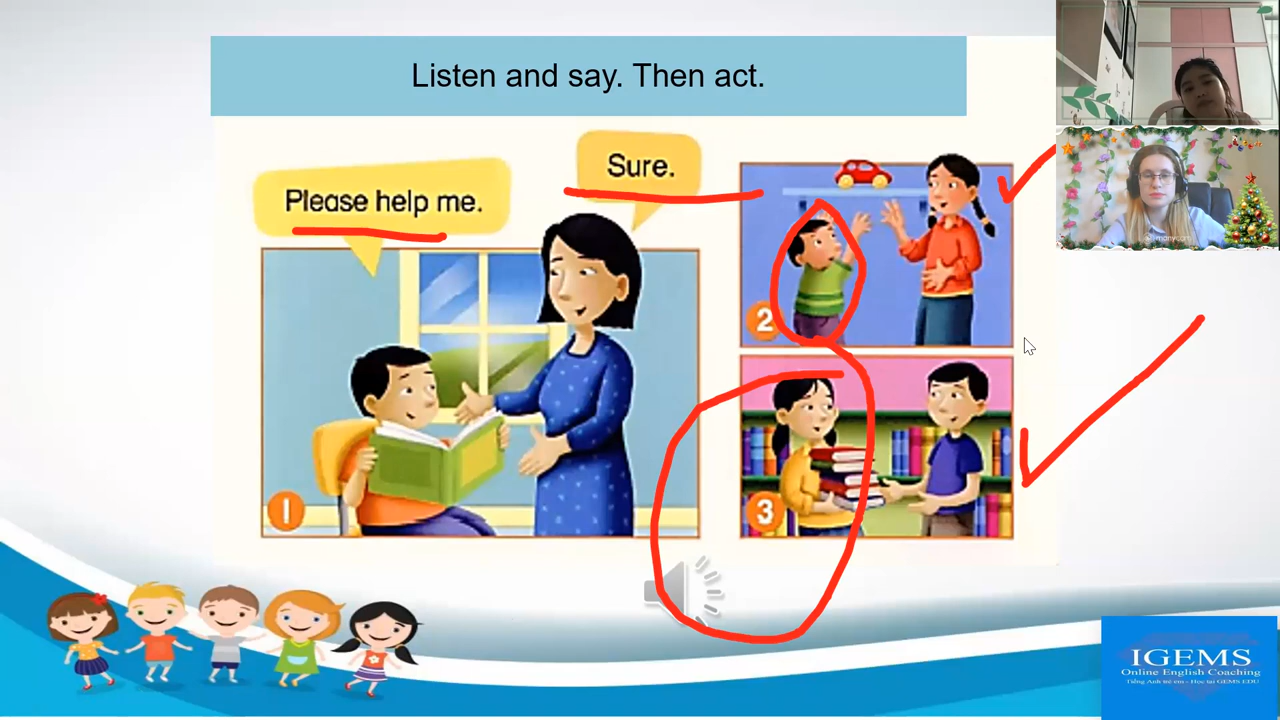 Listen and say. Then act.
Please help me.
Sure.
1
2
3
IGEMS
Online English Coaching